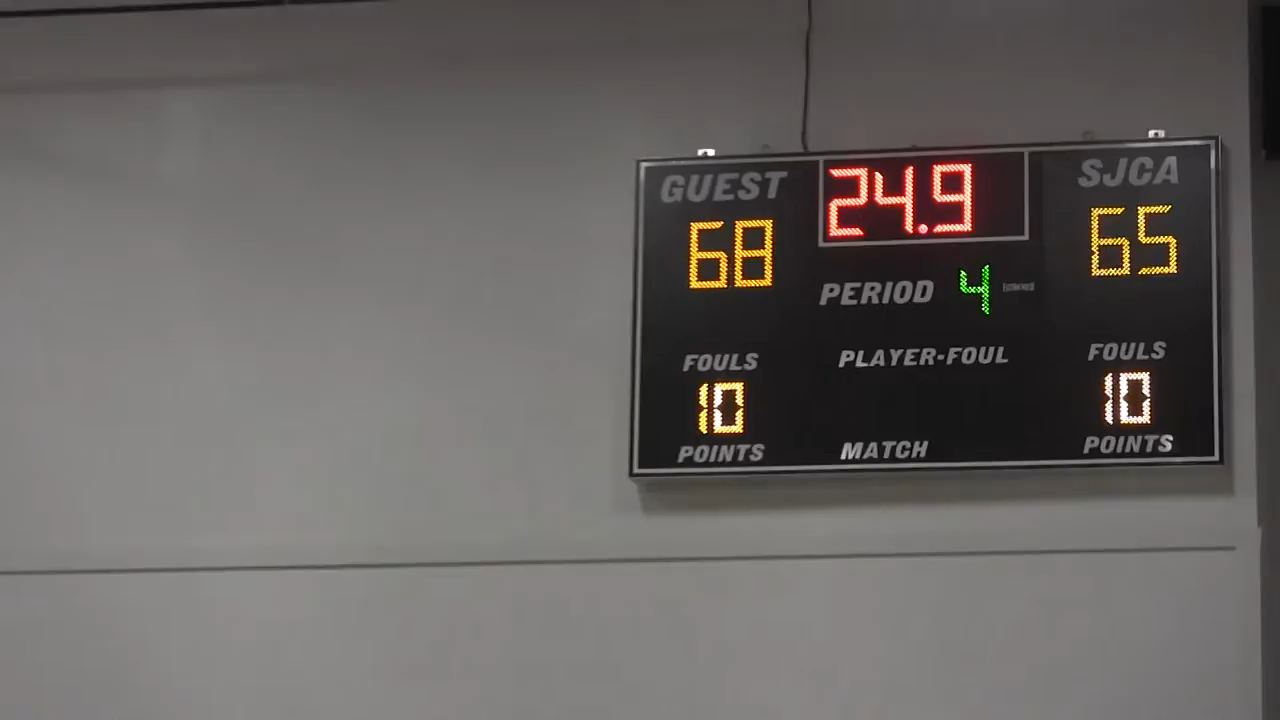 GUEST 24.9 SJCA
68 65
PERIOD 4
FOULS PLAYER-FOUL FOULS
10 10
POINTS MATCH POINTS